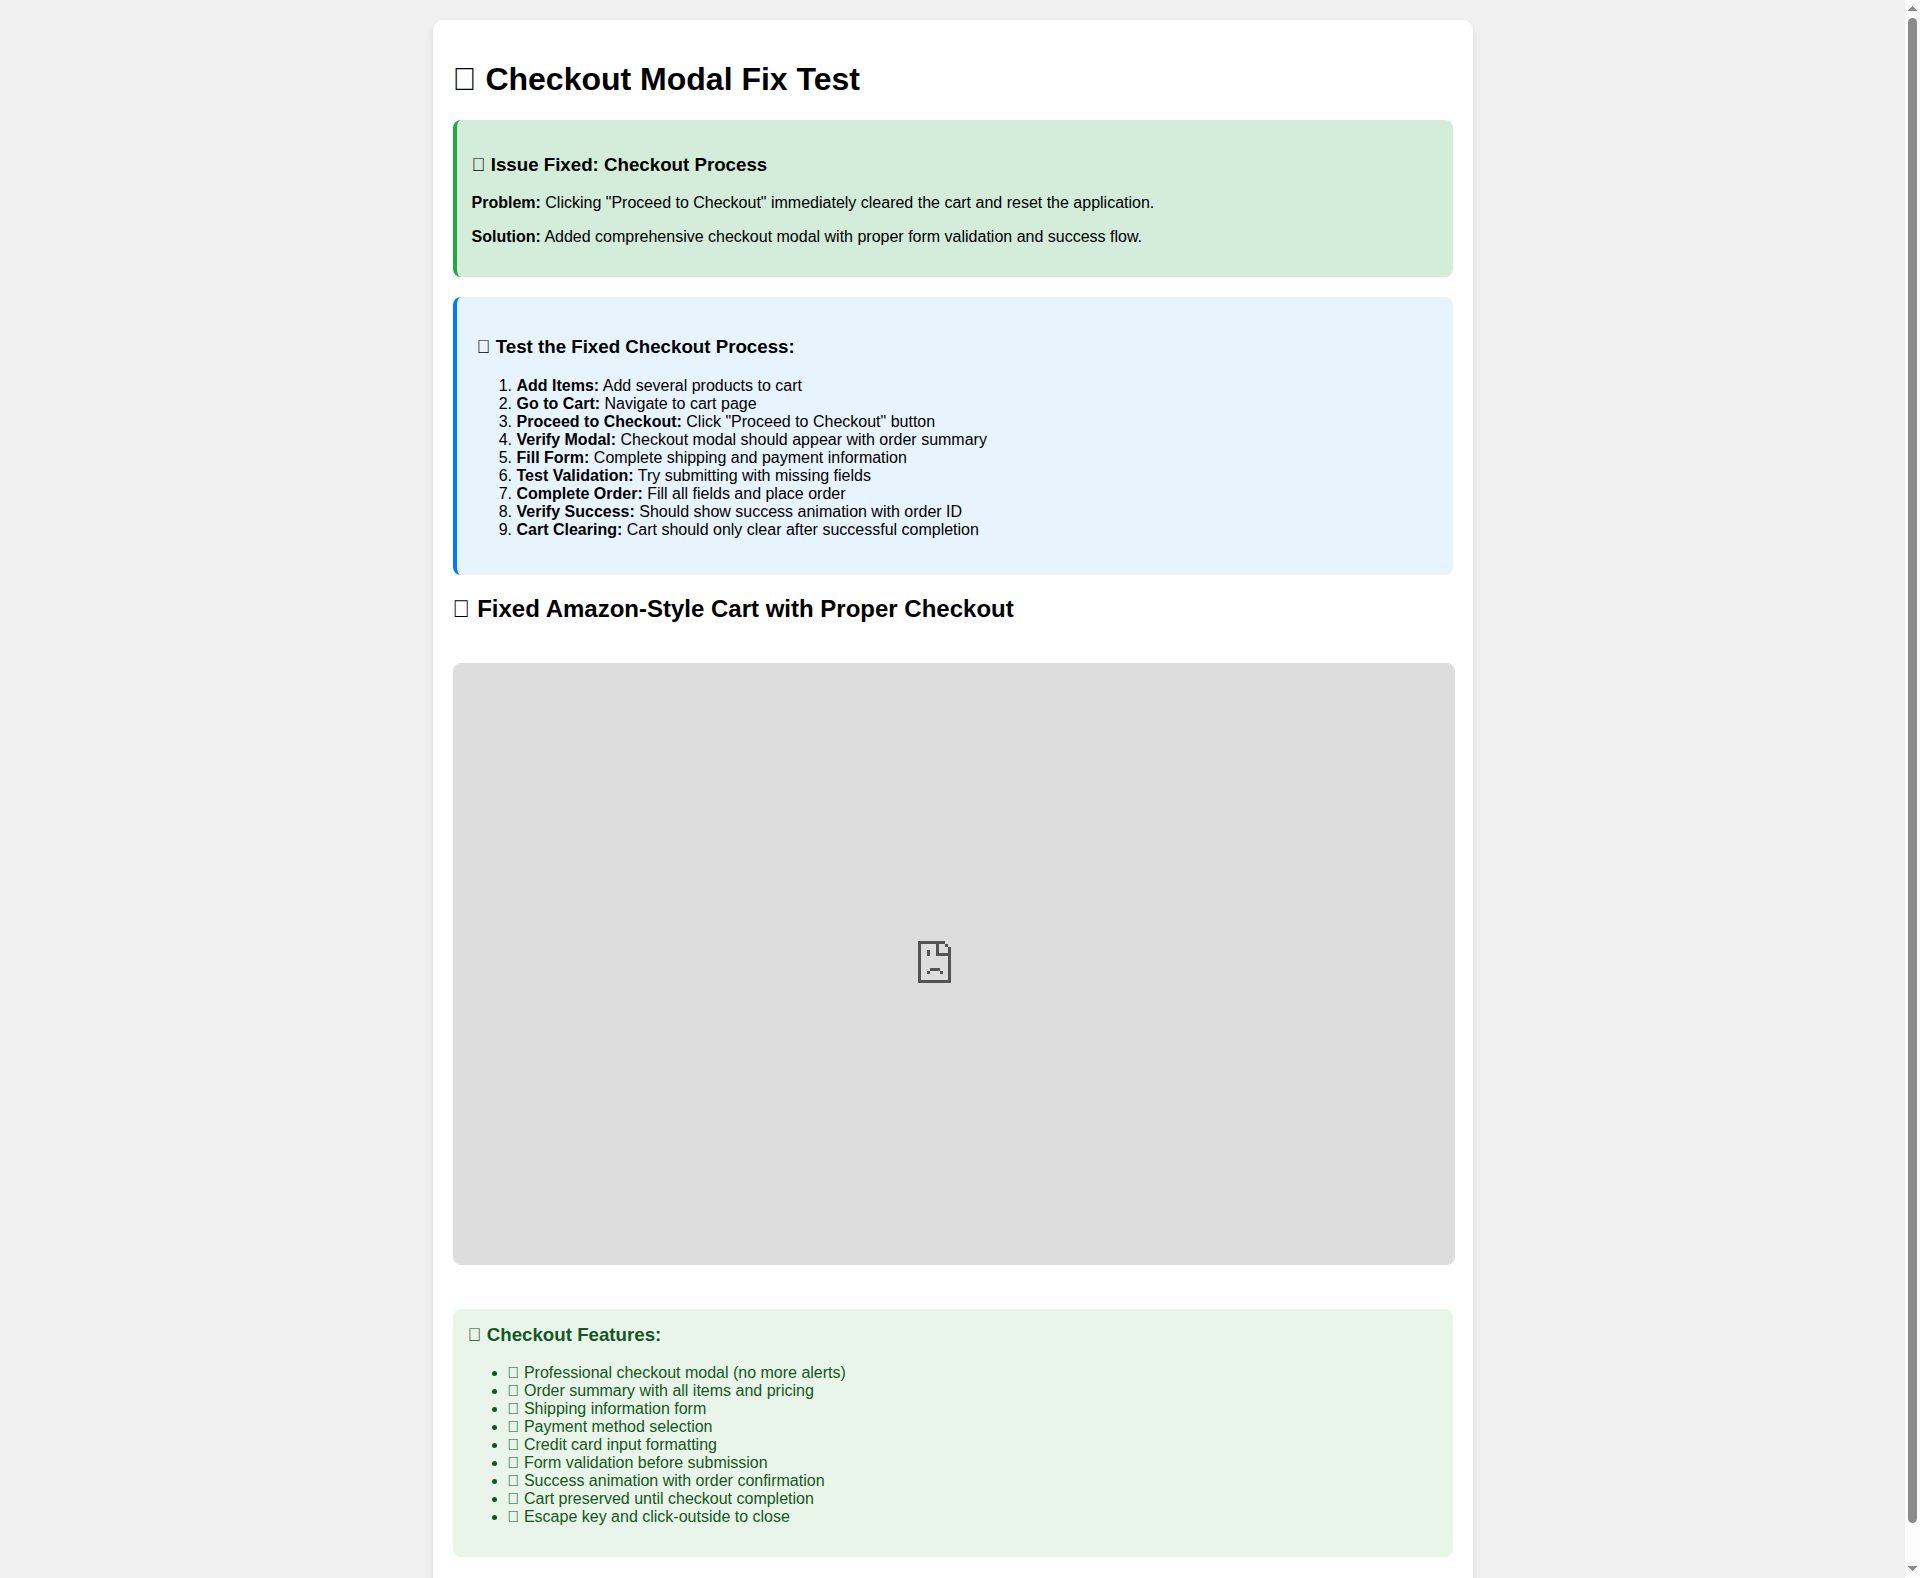 Checkout Modal Fix Test
Issue Fixed: Checkout Process
Problem: Clicking "Proceed to Checkout" immediately cleared the cart and reset the application.
Solution: Added comprehensive checkout modal with proper form validation and success flow.
Test the Fixed Checkout Process:
1. Add Items: Add several products to cart
2. Go to Cart: Navigate to cart page
3. Proceed to Checkout: Click "Proceed to Checkout" button
4. Verify Modal: Checkout modal should appear with order summary
5. Fill Form: Complete shipping and payment information
6. Test Validation: Try submitting with missing fields
7. Complete Order: Fill all fields and place order
8. Verify Success: Should show success animation with order ID
9. Cart Clearing: Cart should only clear after successful completion
Fixed Amazon-Style Cart with Proper Checkout
Checkout Features:
Professional checkout modal (no more alerts)
Order summary with all items and pricing
Shipping information form
Payment method selection
Credit card input formatting
Form validation before submission
Success animation with order confirmation
Cart preserved until checkout completion
Escape key and click-outside to close